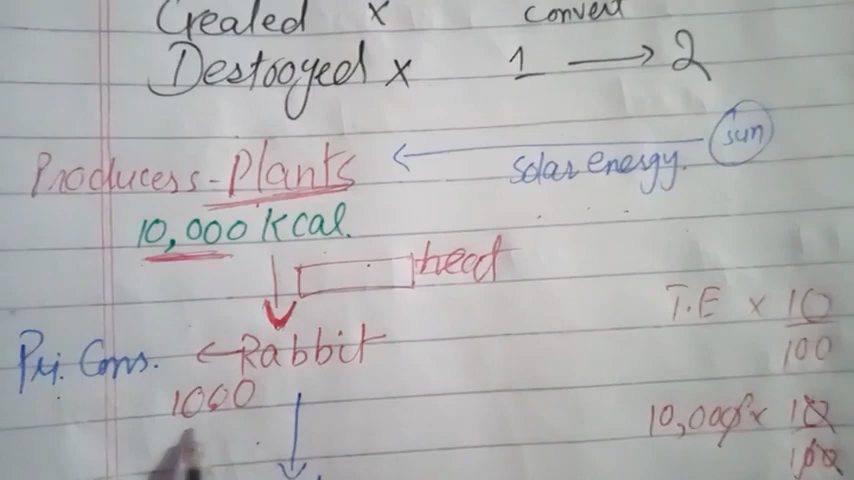 Created x convert
Destroyed x 1 → 2
sun
Producers - Plants ← solar energy.
10,000 kcal.
heat
T.E x 10
100
Pri. Cons. ← Rabbit
1000
10,000 x 10
100